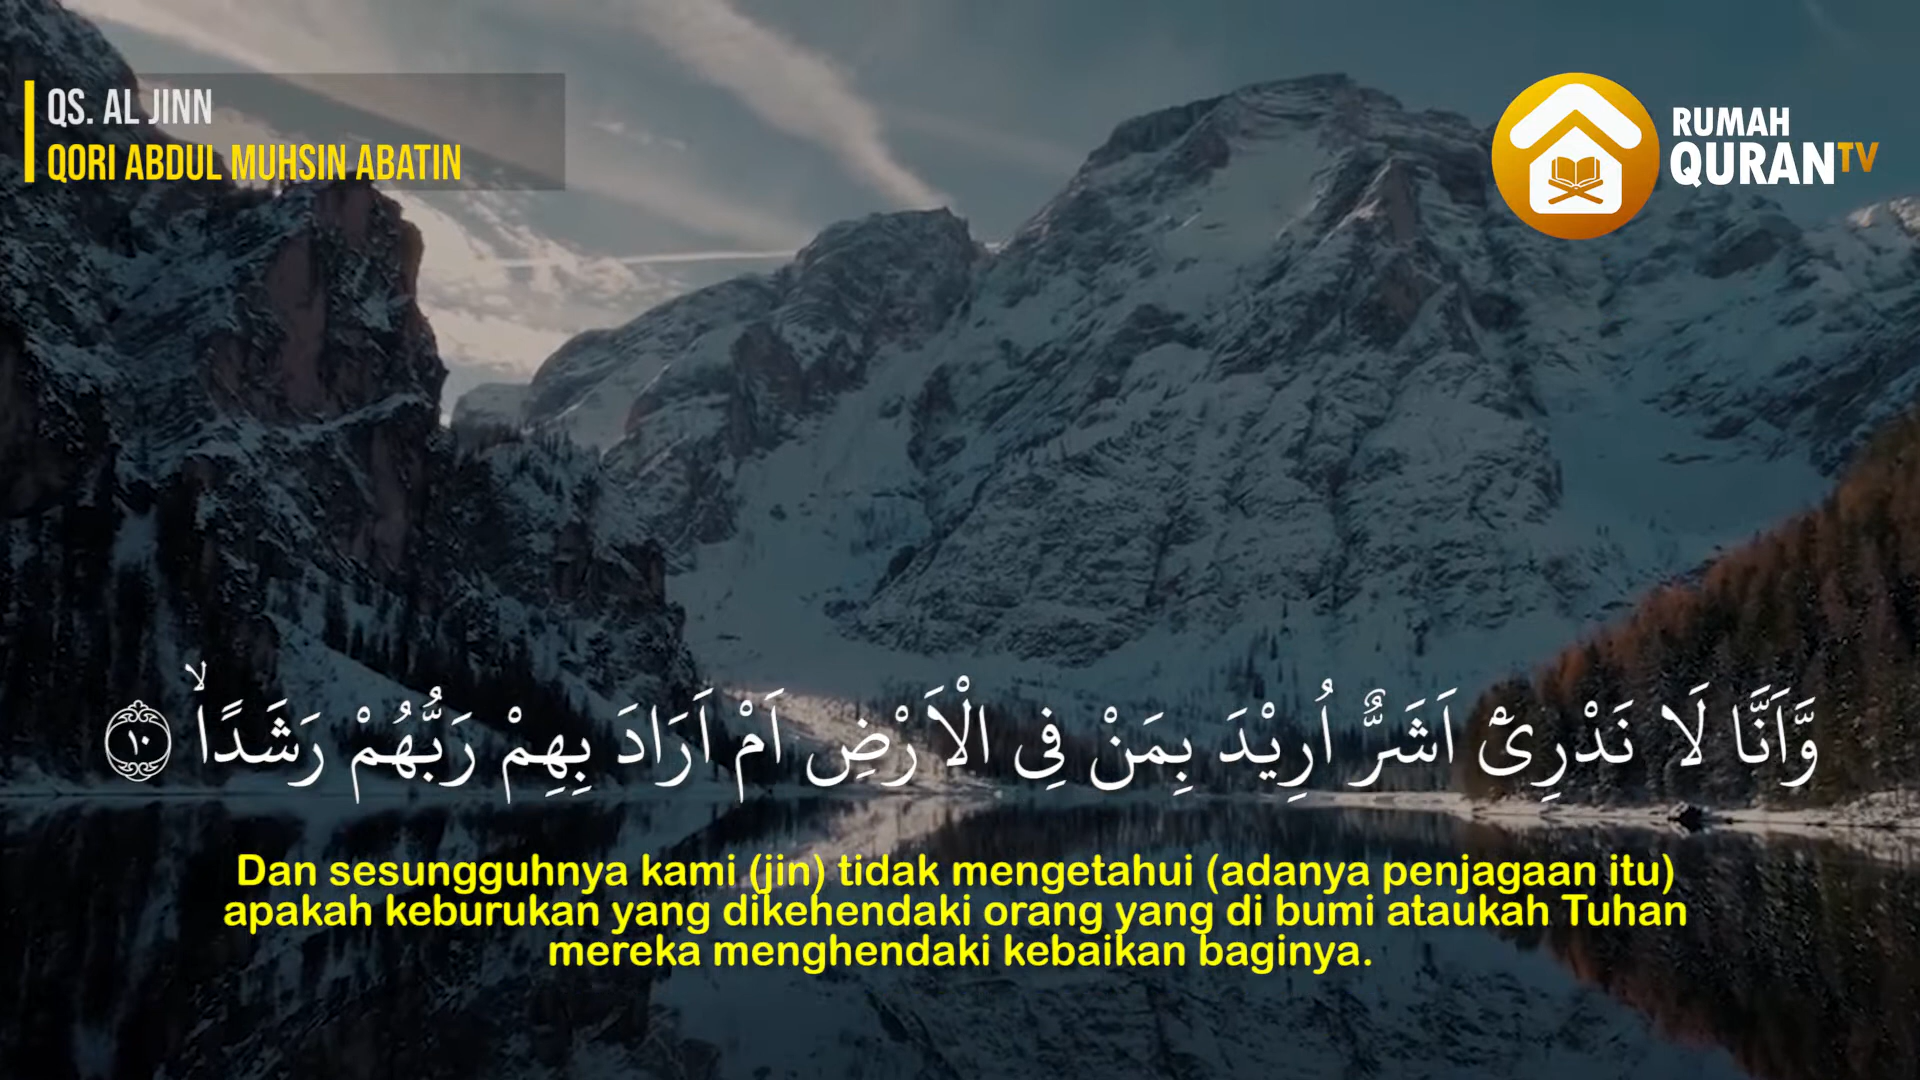 QS. AL JINN
QORI ABDUL MUHSIN ABATIN
RUMAH
QURANTV
وَّاَنَّا لَا نَدْرِيْٓ اَشَرٌّ اُرِيْدَ بِمَنْ فِى الْاَرْضِ اَمْ اَرَادَ بِهِمْ رَبُّهُمْ رَشَدًاۙ ١٠
Dan sesungguhnya kami (jin) tidak mengetahui (adanya penjagaan itu)
apakah keburukan yang dikehendaki orang yang di bumi ataukah Tuhan
mereka menghendaki kebaikan baginya.